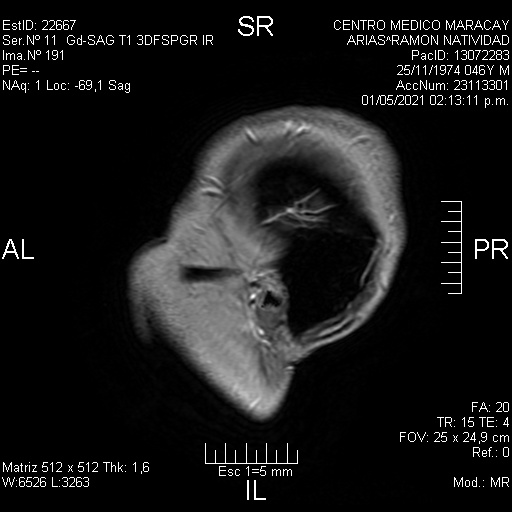 EstID: 22667
Ser.Nº 11 Gd-SAG T1 3DFSPGR IR
Ima.Nº 191
PE= --
NAq: 1 Loc: -69,1 Sag
SR
CENTRO MEDICO MARACAY
ARIAS^RAMON NATIVIDAD
PacID: 13072283
25/11/1974 046Y M
AccNum: 23113301
01/05/2021 02:13:11 p.m.
AL
PR
FA: 20
TR: 15 TE: 4
FOV: 25 x 24,9 cm
Ref.: 0
Matriz 512 x 512 Thk: 1,6
W:6526 L:3263
Esc 1=5 mm
IL
Mod.: MR